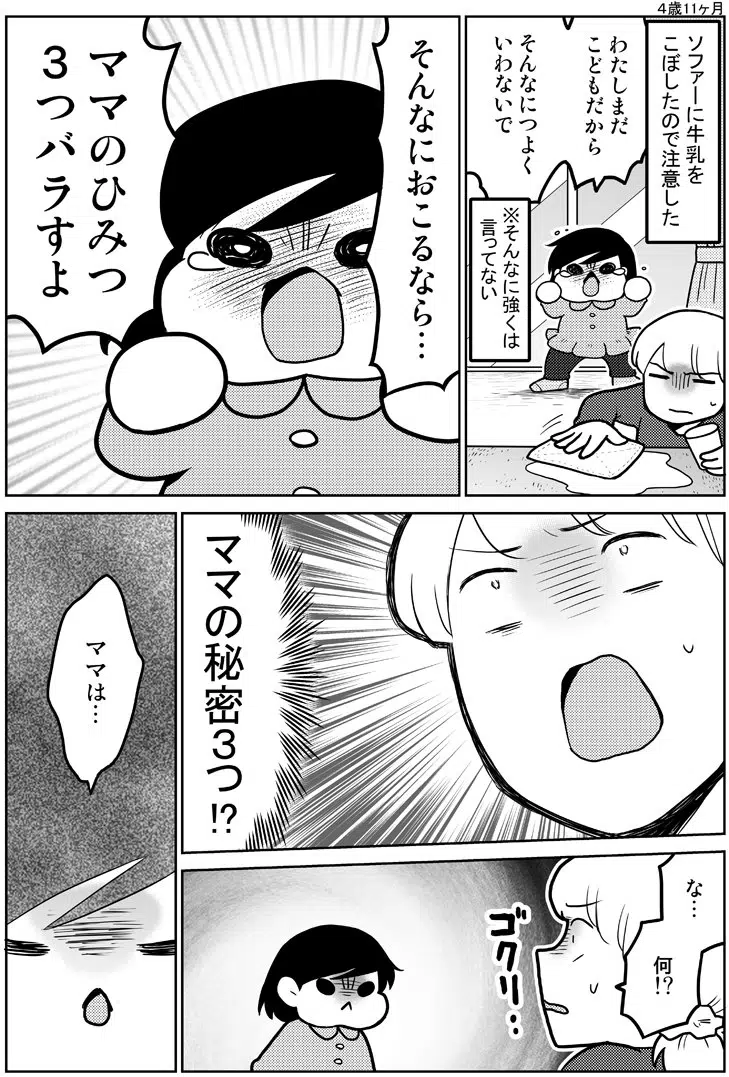 4歳11ヶ月
ソファーに牛乳を
こぼしたので注意した
わたしまだ
こどもだから
そんなにつよく
いわないで
※そんなに強くは
言ってない
そんなにおこるなら…
ママのひみつ
3つバラすよ
ママの秘密3つ!?
な…
何!?
ゴクリ…
ママは…